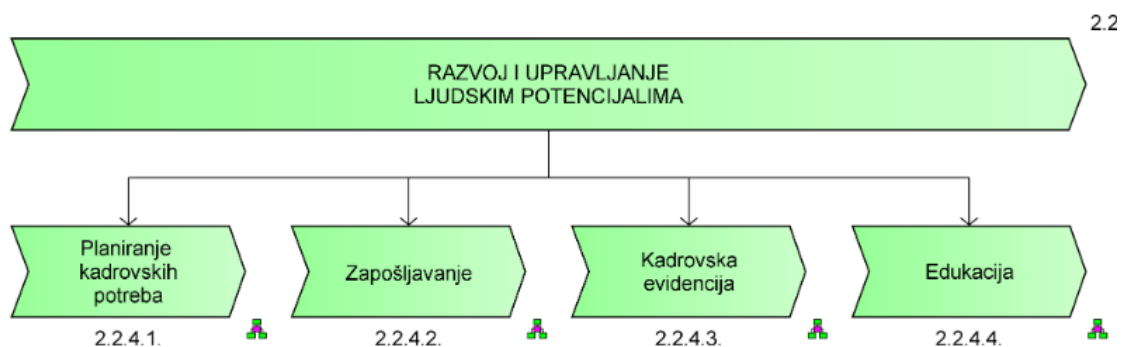 2.2
RAZVOJ I UPRAVLJANJE
LJUDSKIM POTENCIJALIMA
Planiranje
kadrovskih
potreba
2.2.4.1.
Zapošljavanje
2.2.4.2.
Kadrovska
evidencija
2.2.4.3.
Edukacija
2.2.4.4.